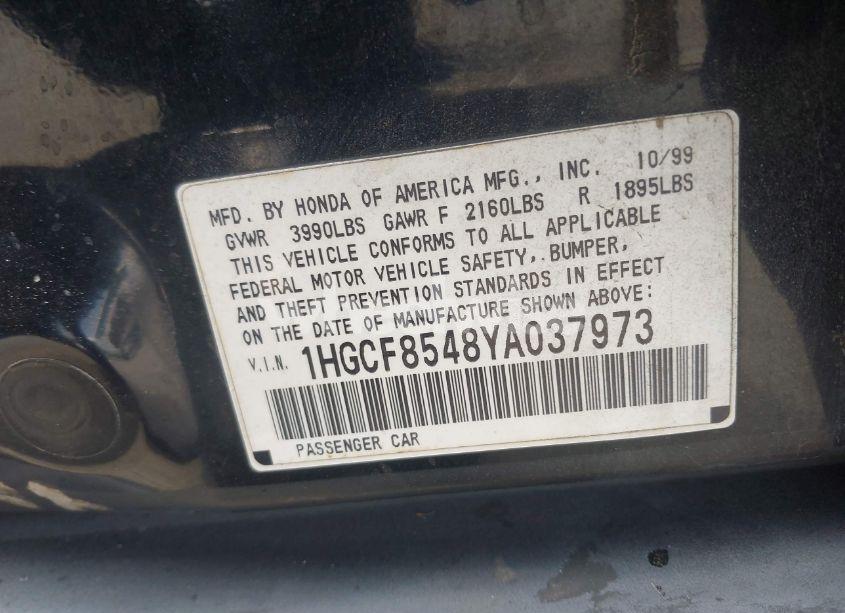 MFD. BY HONDA OF AMERICA MFG., INC. 10/99
GVWR 3990LBS GAWR F 2160LBS R 1895LBS
THIS VEHICLE CONFORMS TO ALL APPLICABLE
FEDERAL MOTOR VEHICLE SAFETY, BUMPER,
AND THEFT PREVENTION STANDARDS IN EFFECT
ON THE DATE OF MANUFACTURE SHOWN ABOVE:
V.I.N. 1HGCF8548YA037973
PASSENGER CAR